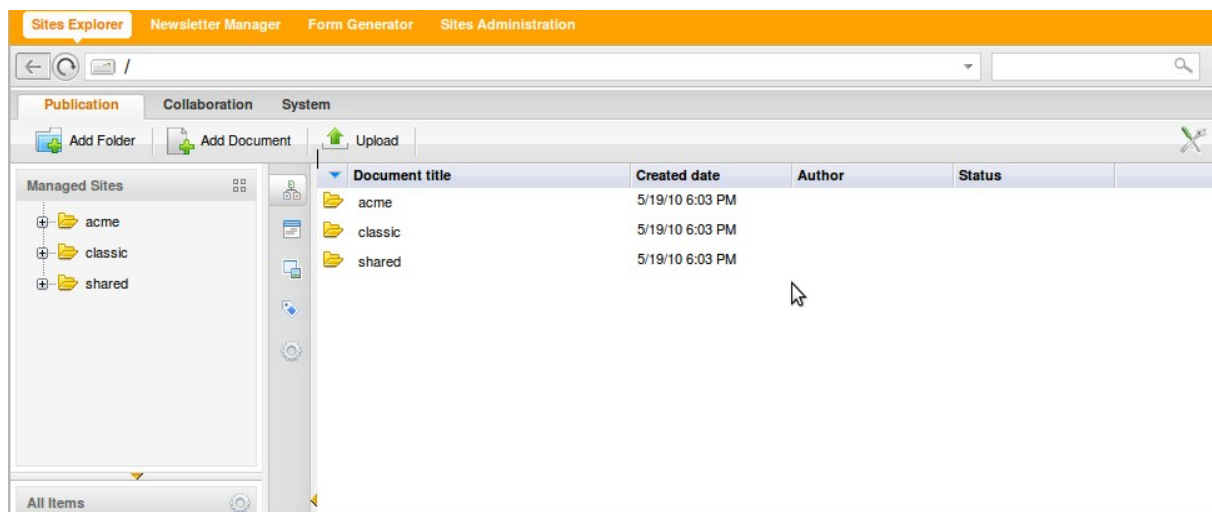 Sites Explorer Newsletter Manager Form Generator Sites Administration
/
Publication Collaboration System
Add Folder Add Document Upload
Managed Sites
acme
classic
shared
Document title Created date Author Status
acme 5/19/10 6:03 PM
classic 5/19/10 6:03 PM
shared 5/19/10 6:03 PM
All Items